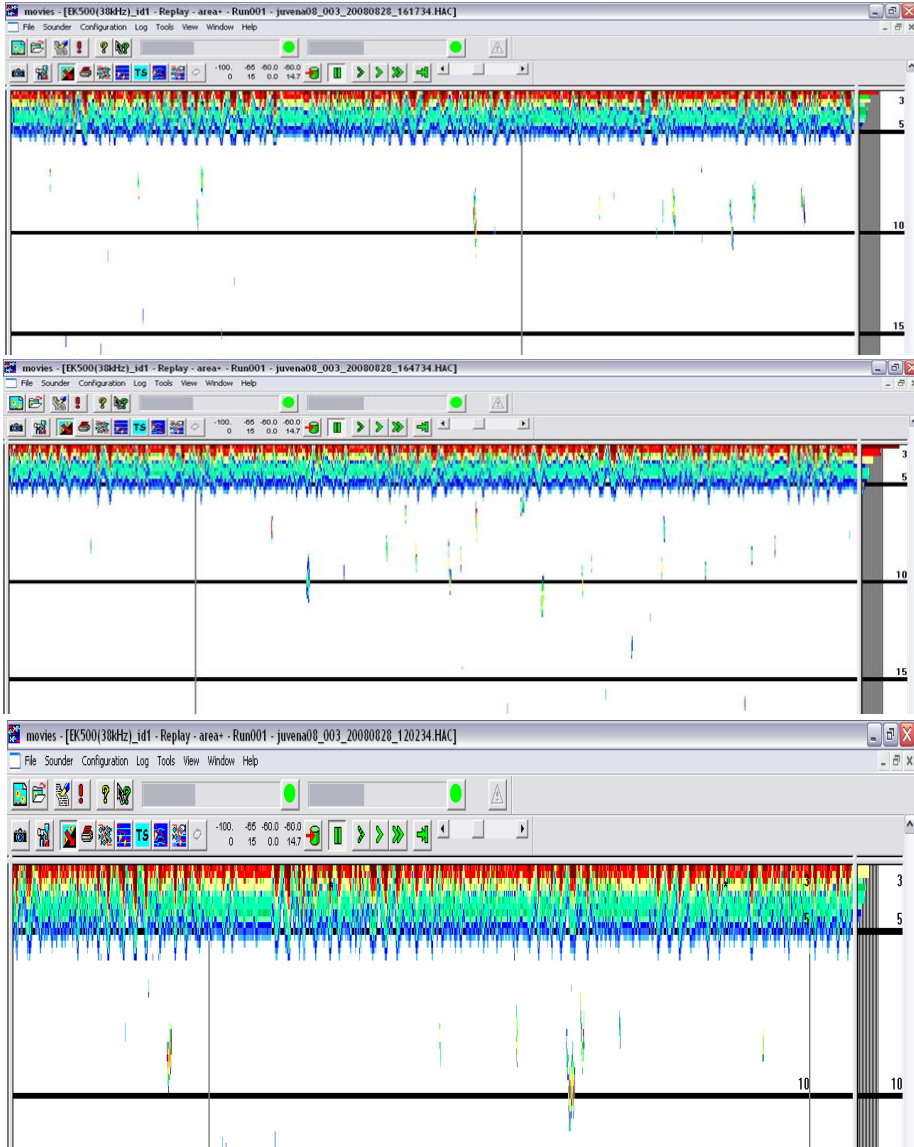 movies - [EK500(38kHz)_id1 - Replay - area+ - Run001 - juvena08_003_20080828_161734.HAC]
File Sounder Configuration Log Tools View Window Help
TS
-100. -65 -60.0 -60.0
0 15 0.0 14.7
3
5
10
15
movies - [EK500(38kHz)_id1 - Replay - area+ - Run001 - juvena08_003_20080828_164734.HAC]
File Sounder Configuration Log Tools View Window Help
TS
-100. -65 -60.0 -60.0
0 15 0.0 14.7
3
5
10
15
movies - [EK500(38kHz)_id1 - Replay - area+ - Run001 - juvena08_003_20080828_120234.HAC]
File Sounder Configuration Log Tools View Window Help
TS
-100. -65 -60.0 -60.0
0 15 0.0 14.7
3 3
5 5
10 10